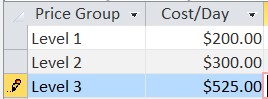 Price Group Cost/Day
Level 1 $200.00
Level 2 $300.00
Level 3 $525.00